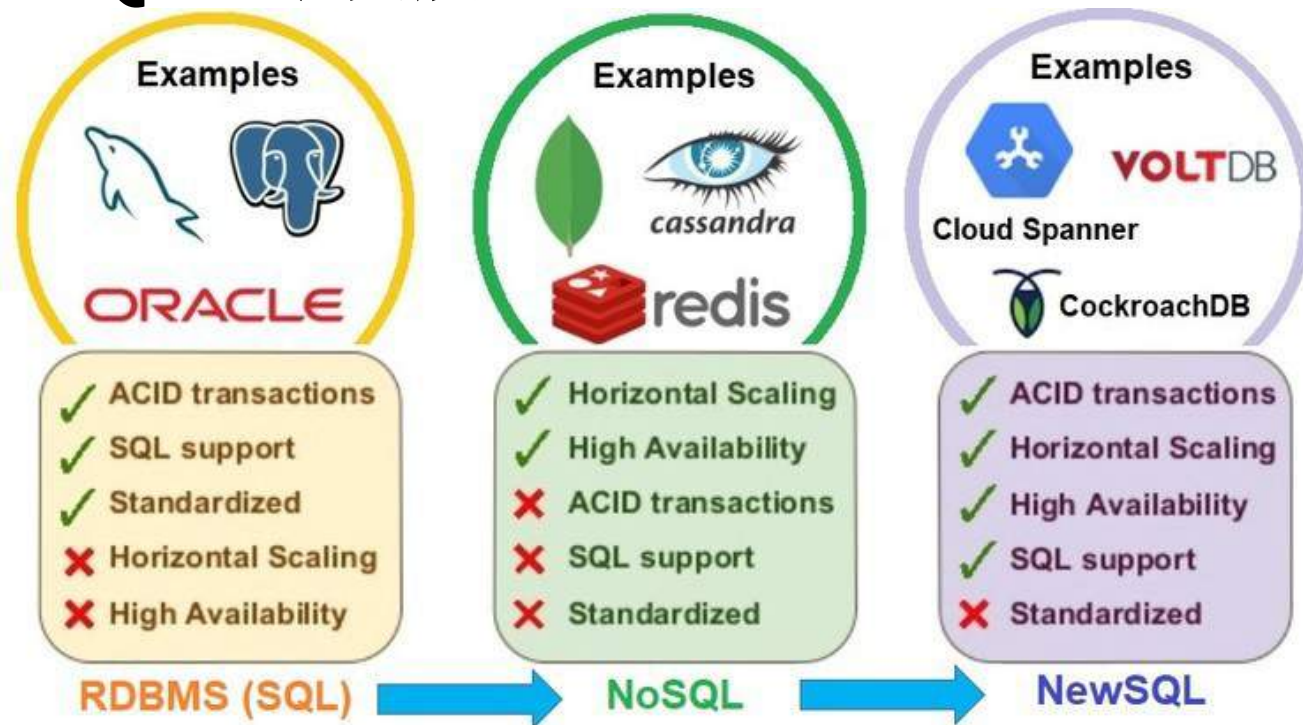 Examples
ORACLE
ACID transactions
SQL support
Standardized
Horizontal Scaling
High Availability
RDBMS (SQL)
Examples
cassandra
redis
Horizontal Scaling
High Availability
ACID transactions
SQL support
Standardized
NoSQL
Examples
VOLTDB
Cloud Spanner
CockroachDB
ACID transactions
Horizontal Scaling
High Availability
SQL support
Standardized
NewSQL